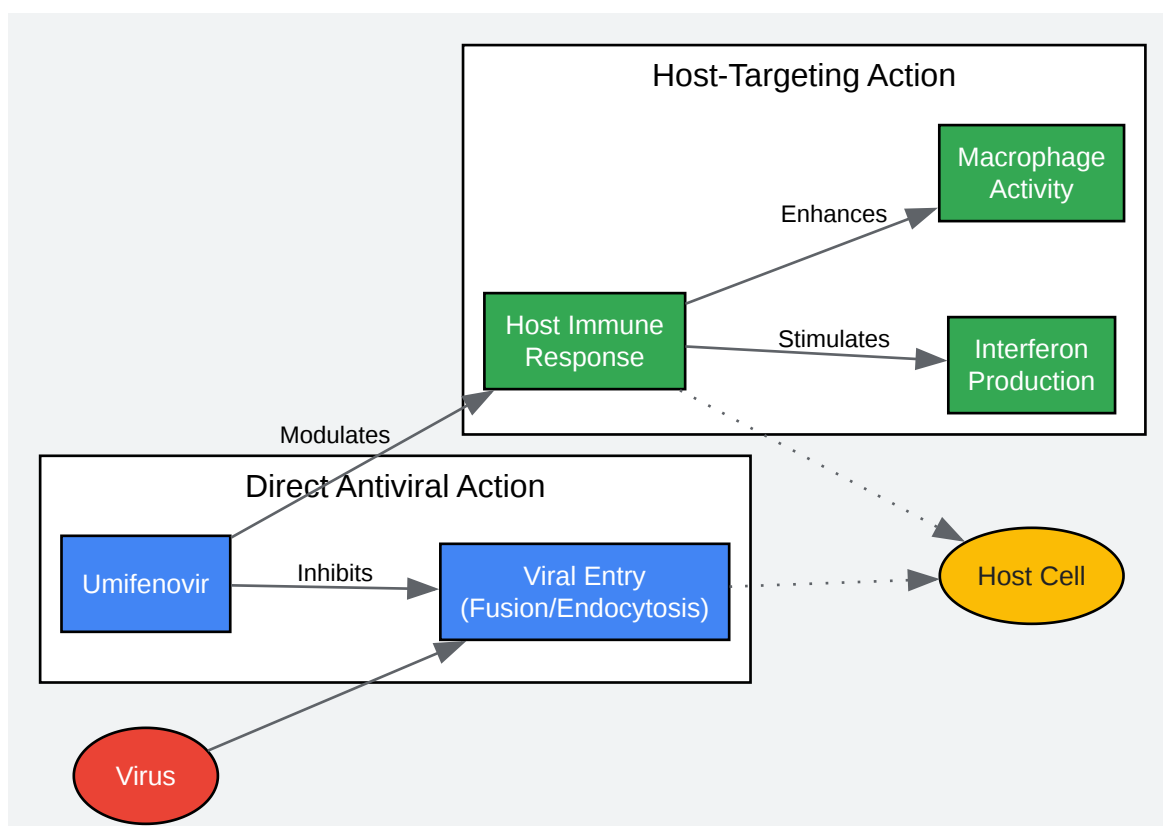 Host-Targeting Action
Macrophage
Activity
Enhances
Host Immune
Response
Stimulates
Interferon
Production
Modulates
Direct Antiviral Action
Umifenovir
Inhibits
Viral Entry
(Fusion/Endocytosis)
Host Cell
Virus